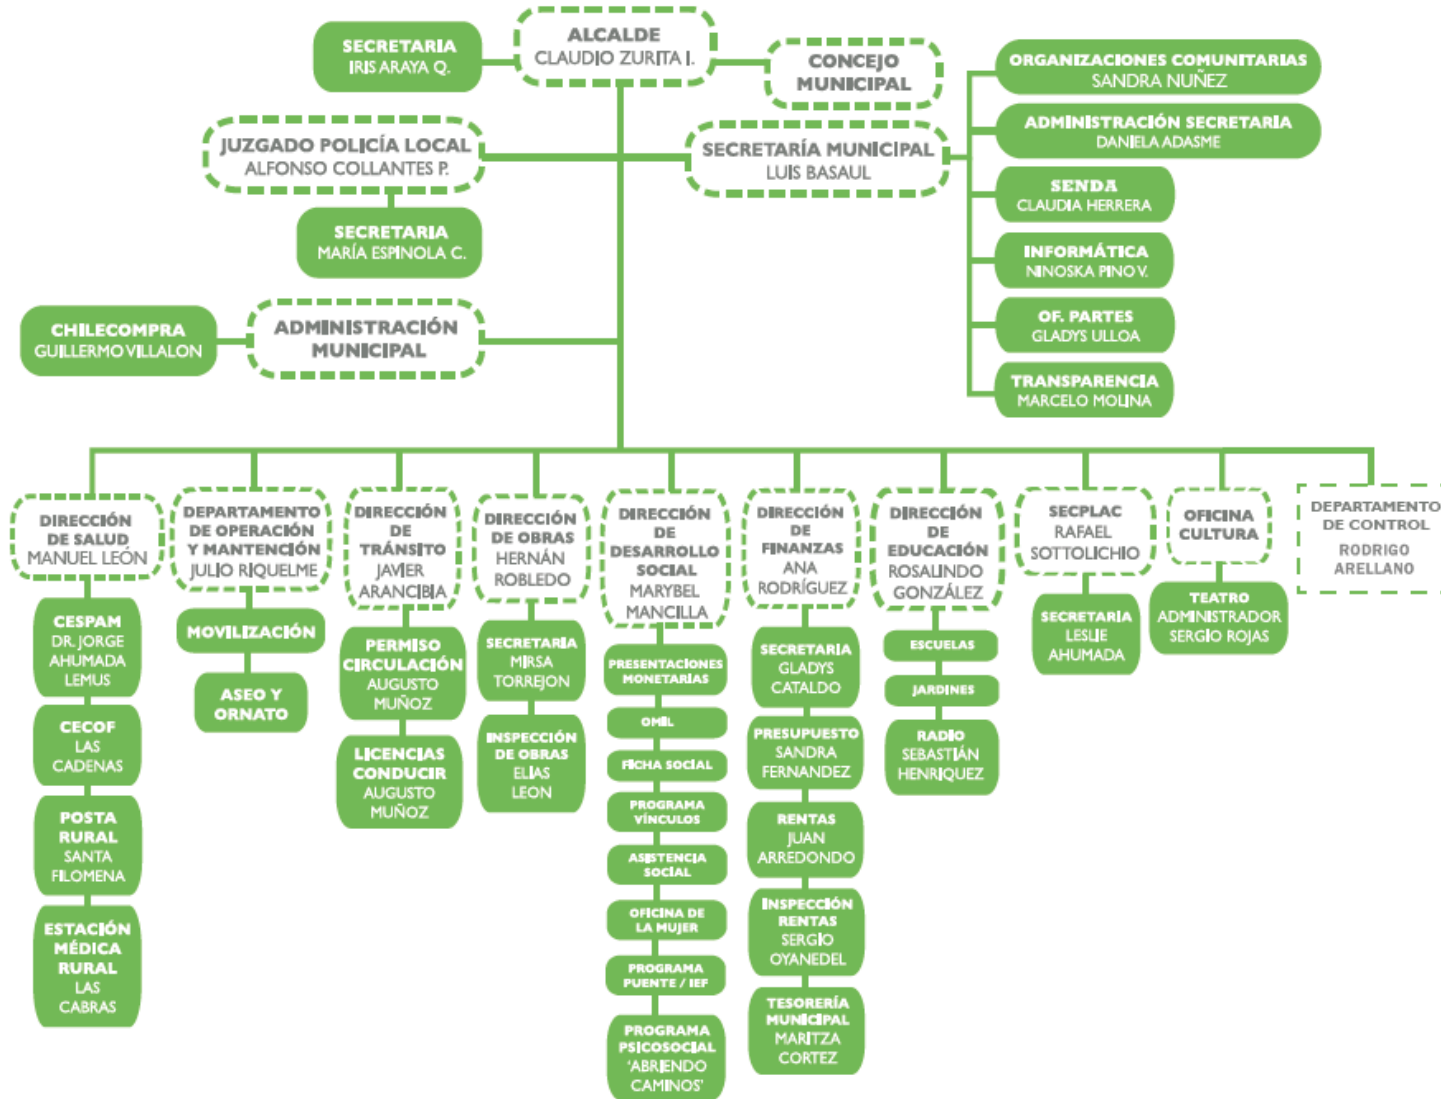 SECRETARIA
IRIS ARAYA Q.
ALCALDE
CLAUDIO ZURITA I.
CONCEJO
MUNICIPAL
ORGANIZACIONES COMUNITARIAS
SANDRA NUÑEZ
ADMINISTRACIÓN SECRETARIA
DANIELA ADASME
JUZGADO POLICÍA LOCAL
ALFONSO COLLANTES P.
SECRETARÍA MUNICIPAL
LUIS BASAUL
SENDA
CLAUDIA HERRERA
SECRETARIA
MARÍA ESPINOLA C.
INFORMÁTICA
NINOSKA PINO V.
OF. PARTES
GLADYS ULLOA
TRANSPARENCIA
MARCELO MOLINA
CHILECOMPRA
GUILLERMO VILLALON
ADMINISTRACIÓN
MUNICIPAL
DIRECCIÓN
DE SALUD
MANUEL LEÓN
CESPAM
DR. JORGE
AHUMADA
LEMUS
CECOF
LAS
CADENAS
POSTA
RURAL
SANTA
FILOMENA
ESTACIÓN
MÉDICA
RURAL
LAS
CABRAS
DEPARTAMENTO
DE OPERACIÓN
Y MANTENCIÓN
JULIO RIQUELME
MOVILIZACIÓN
ASEO Y
ORNATO
DIRECCIÓN
DE
TRÁNSITO
JAVIER
ARANCIBIA
PERMISO
CIRCULACIÓN
AUGUSTO
MUÑOZ
LICENCIAS
CONDUCIR
AUGUSTO
MUÑOZ
DIRECCIÓN
DE OBRAS
HERNÁN
ROBLEDO
SECRETARÍA
MIRSA
TORREJON
INSPECCIÓN
DE OBRAS
ELIAS
LEON
DIRECCIÓN
DE
DESARROLLO
SOCIAL
MARYBEL
MANCILLA
PRESENTACIONES
MONETARIAS
OMIL
FICHA SOCIAL
PROGRAMA
VÍNCULOS
ASISTENCIA
SOCIAL
OFICINA DE
LA MUJER
PROGRAMA
PUENTE / IEF
PROGRAMA
PSICOSOCIAL
'ABRIENDO
CAMINOS'
DIRECCIÓN
DE
FINANZAS
ANA
RODRÍGUEZ
SECRETARIA
GLADYS
CATALDO
PRESUPUESTO
SANDRA
FERNANDEZ
RENTAS
JUAN
ARREDONDO
INSPECCIÓN
RENTAS
SERGIO
OYANEDEL
TESORERÍA
MUNICIPAL
MARITZA
CORTEZ
DIRECCIÓN
DE
EDUCACIÓN
ROSALINDO
GONZÁLEZ
ESCUELAS
JARDINES
RADIO
SEBASTIÁN
HENRIQUEZ
SECPLAC
RAFAEL
SOTTOLICHIO
SECRETARIA
LESLIE
AHUMADA
OFICINA
CULTURA
TEATRO
ADMINISTRADOR
SERGIO ROJAS
DEPARTAMENTO
DE CONTROL
RODRIGO
ARELLANO